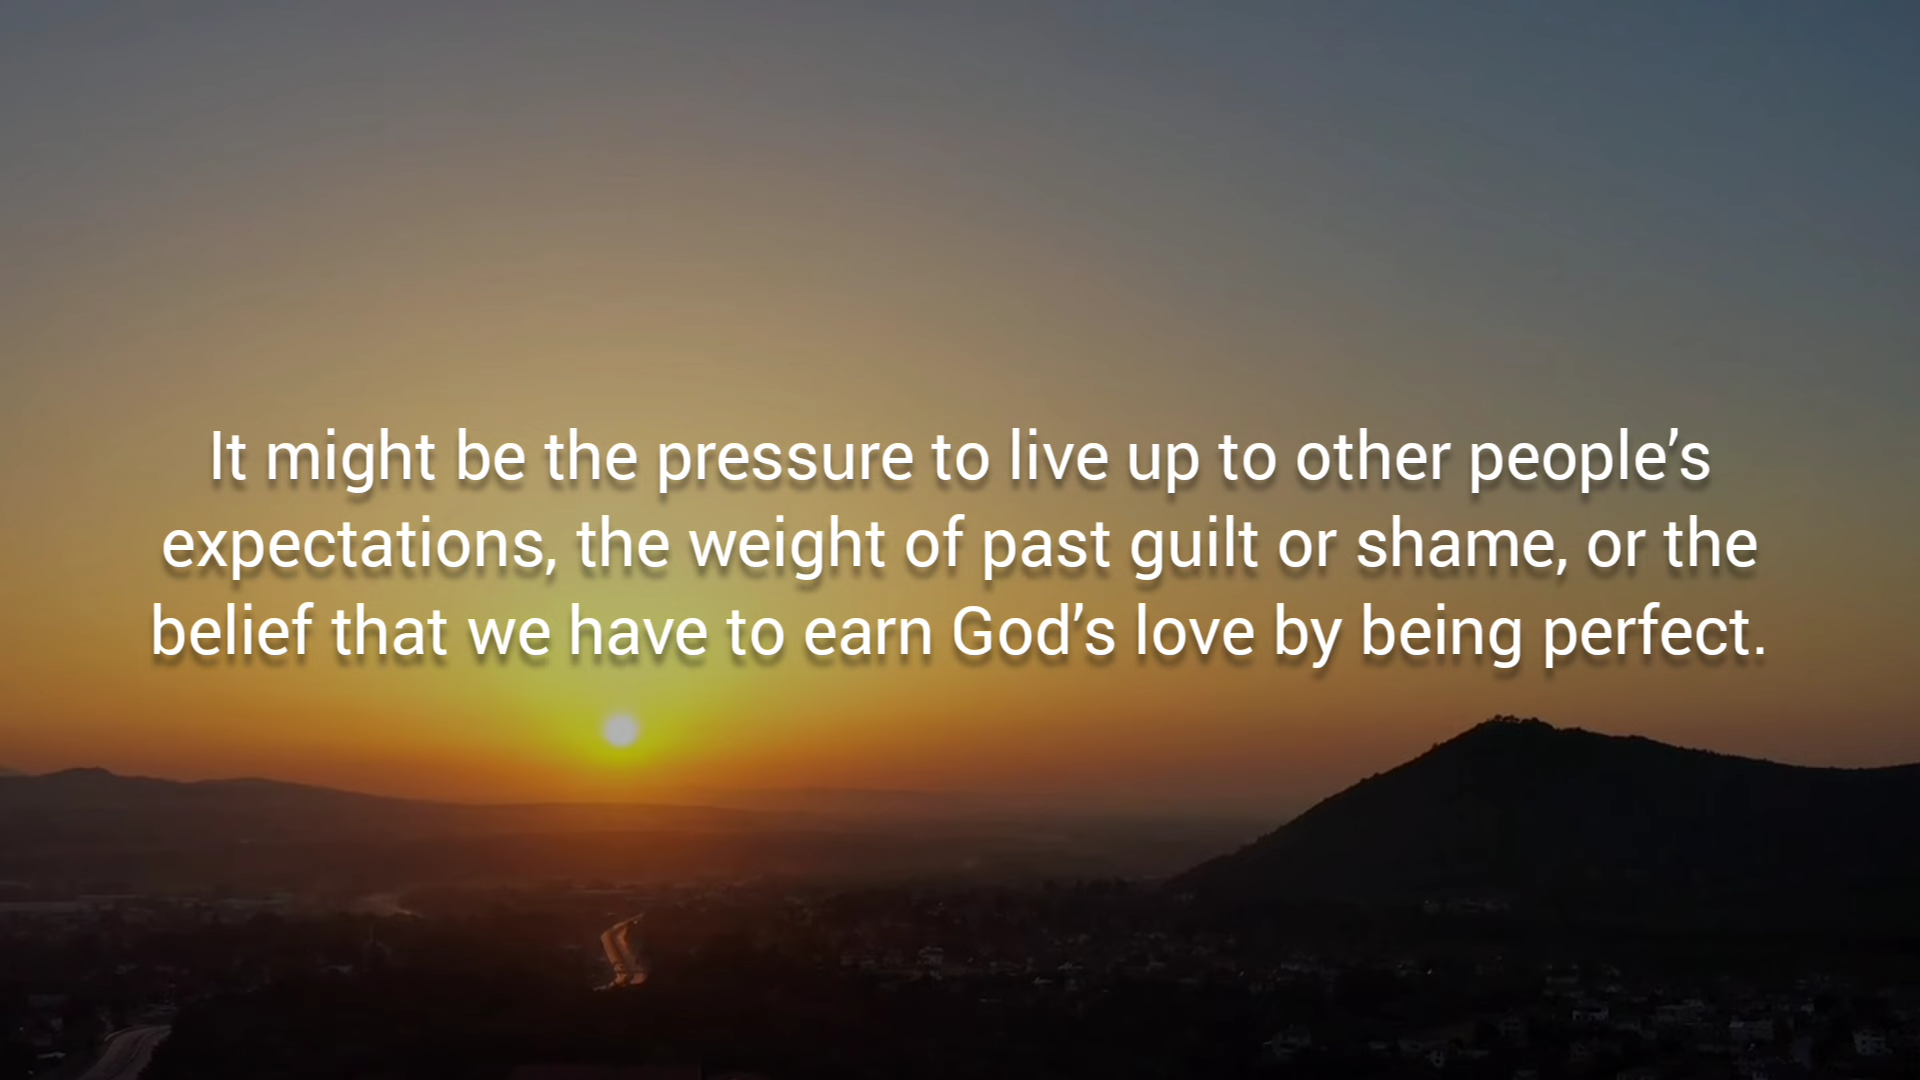 It might be the pressure to live up to other people’s
expectations, the weight of past guilt or shame, or the
belief that we have to earn God’s love by being perfect.